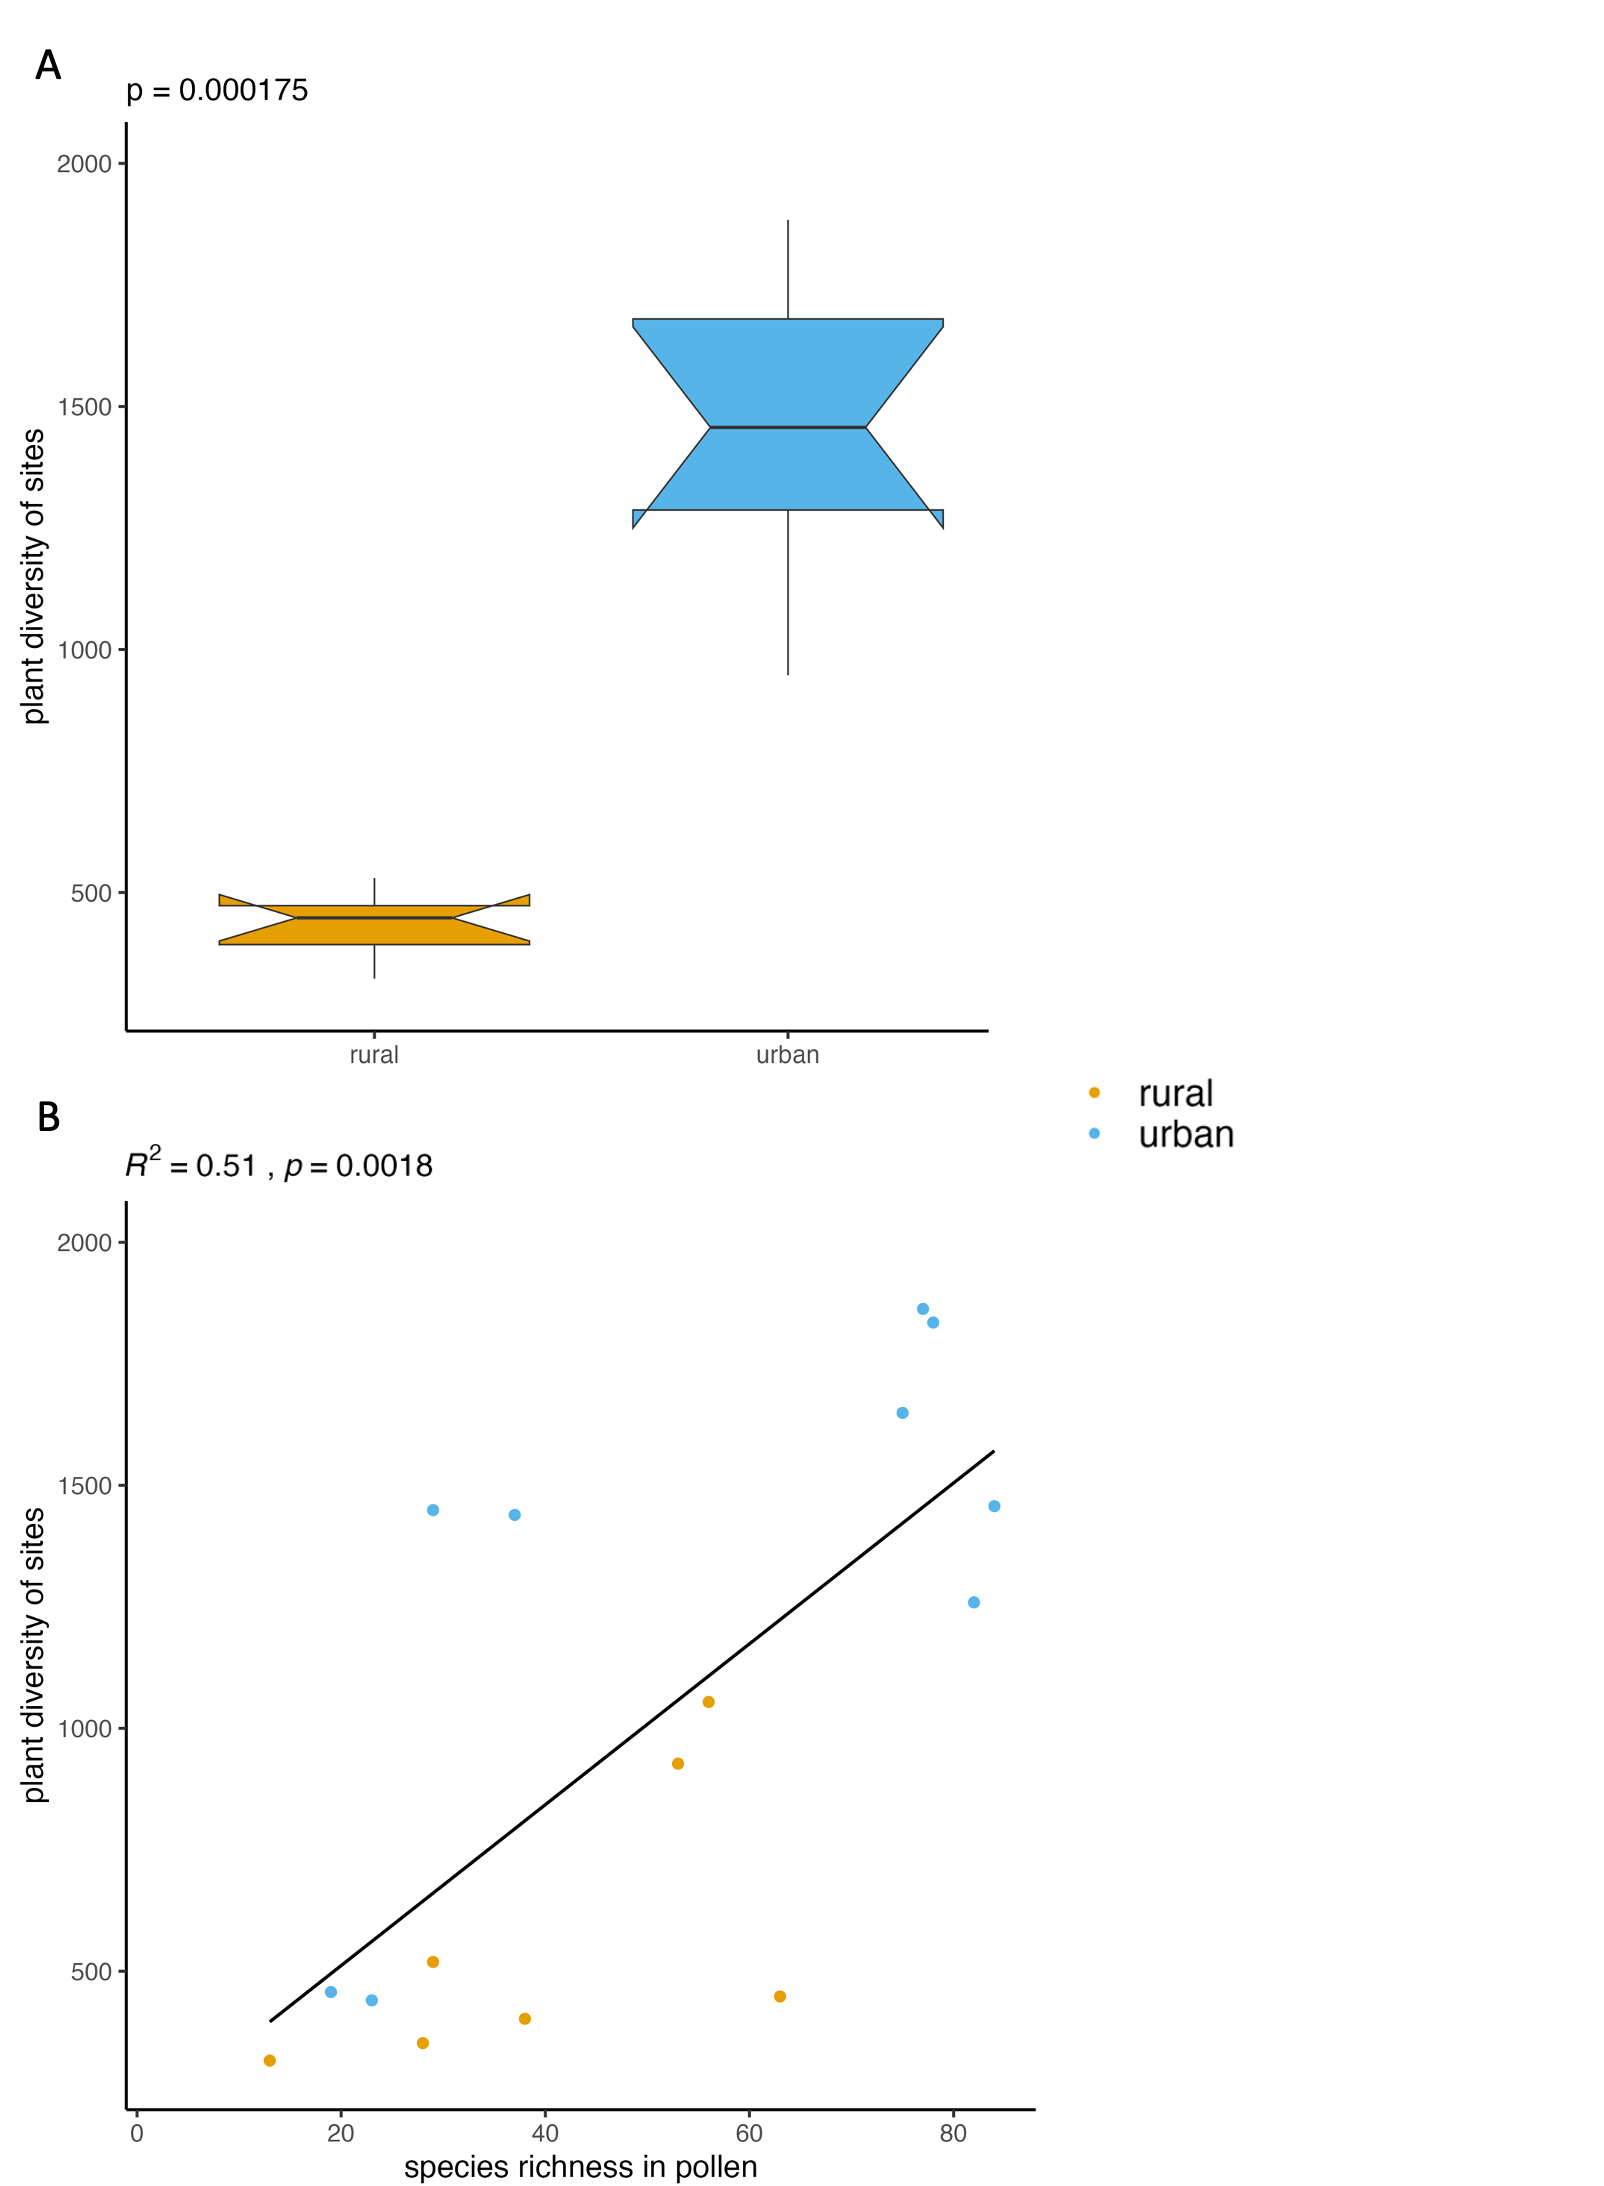 A
p = 0.000175
2000
1500
1000
500
plant diversity of sites
rural
urban
rural
urban
B
R² = 0.51 , p = 0.0018
2000
1500
1000
500
plant diversity of sites
0 20 40 60 80
species richness in pollen